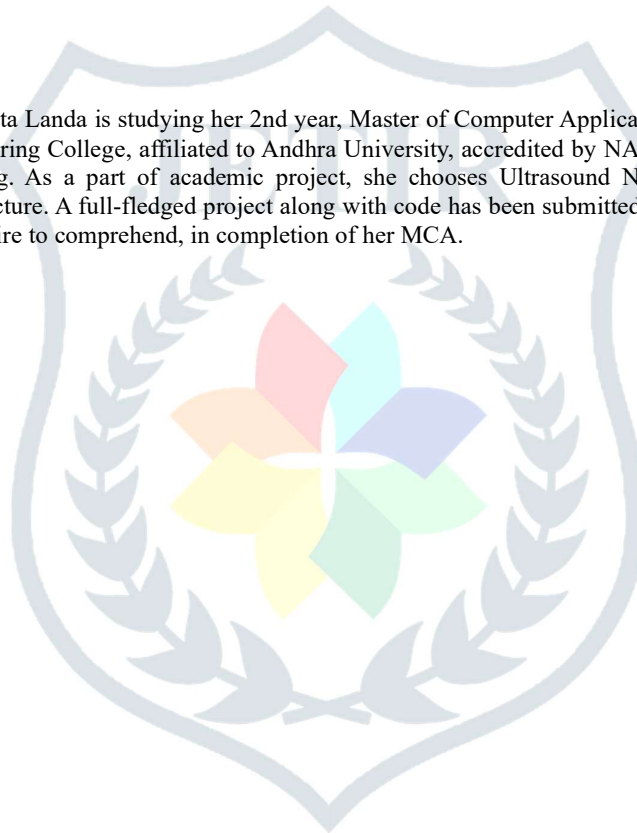 ta Landa is studying her 2nd year, Master of Computer Applica
ring College, affiliated to Andhra University, accredited by NA
g. As a part of academic project, she chooses Ultrasound N
cture. A full-fledged project along with code has been submitted
ire to comprehend, in completion of her MCA.
JETIR